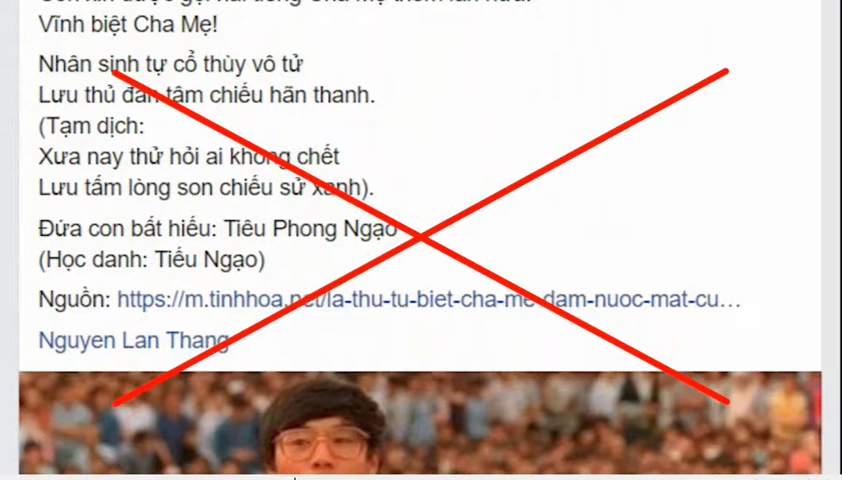 Vĩnh biệt Cha Mẹ!
Nhân sinh tự cổ thùy vô tử
Lưu thủ đan tâm chiếu hãn thanh.
(Tạm dịch:
Xưa nay thử hỏi ai không chết
Lưu tấm lòng son chiếu sử xanh).
Đứa con bất hiếu: Tiêu Phong Ngạo
(Học danh: Tiếu Ngạo)
Nguồn: https://m.tinhhoa.net/la-thu-tu-biet-cha-me-dam-nuoc-mat-cu…
Nguyen Lan Thang